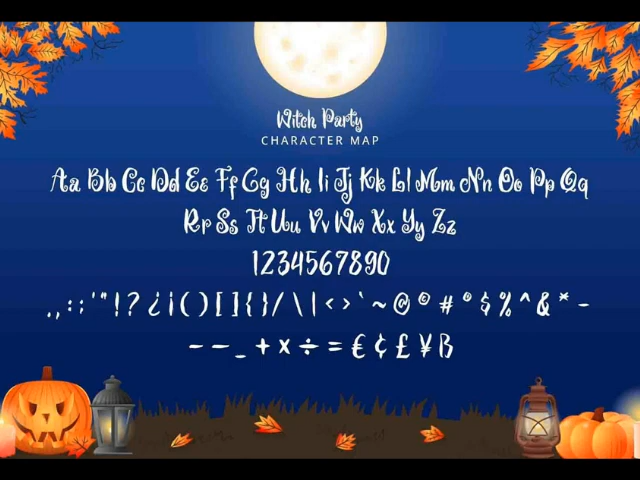 Witch Party
CHARACTER MAP
Aa Bb Cc Dd Ee Ff Gg Hh Ii Jj Kk Ll Mm Nn Oo Pp Qq
Rr Ss Tt Uu Vv Ww Xx Yy Zz
1234567890
.,:;'"!?¿¡()[]{}/\|<>`~@©#°$%^&*-
–—_+×÷=€¢£¥ß